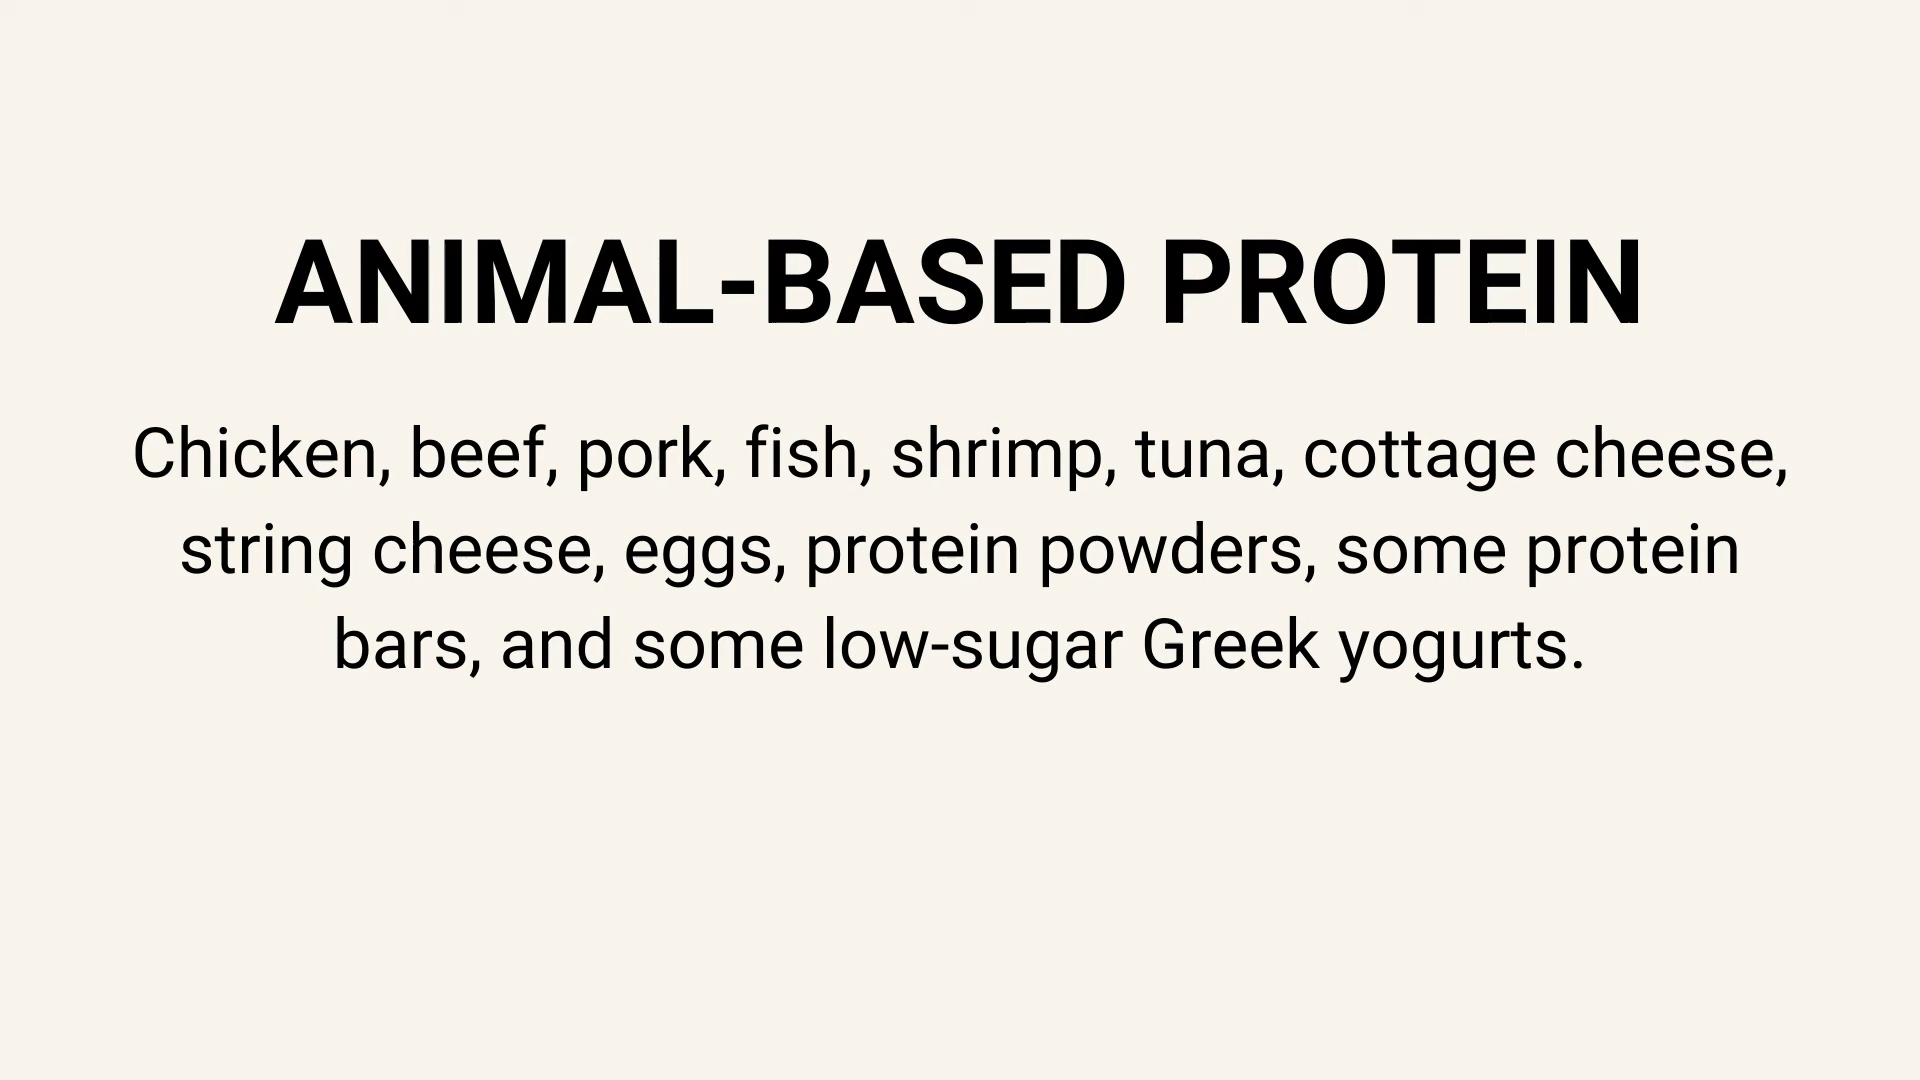 ANIMAL-BASED PROTEIN
Chicken, beef, pork, fish, shrimp, tuna, cottage cheese,
string cheese, eggs, protein powders, some protein
bars, and some low-sugar Greek yogurts.